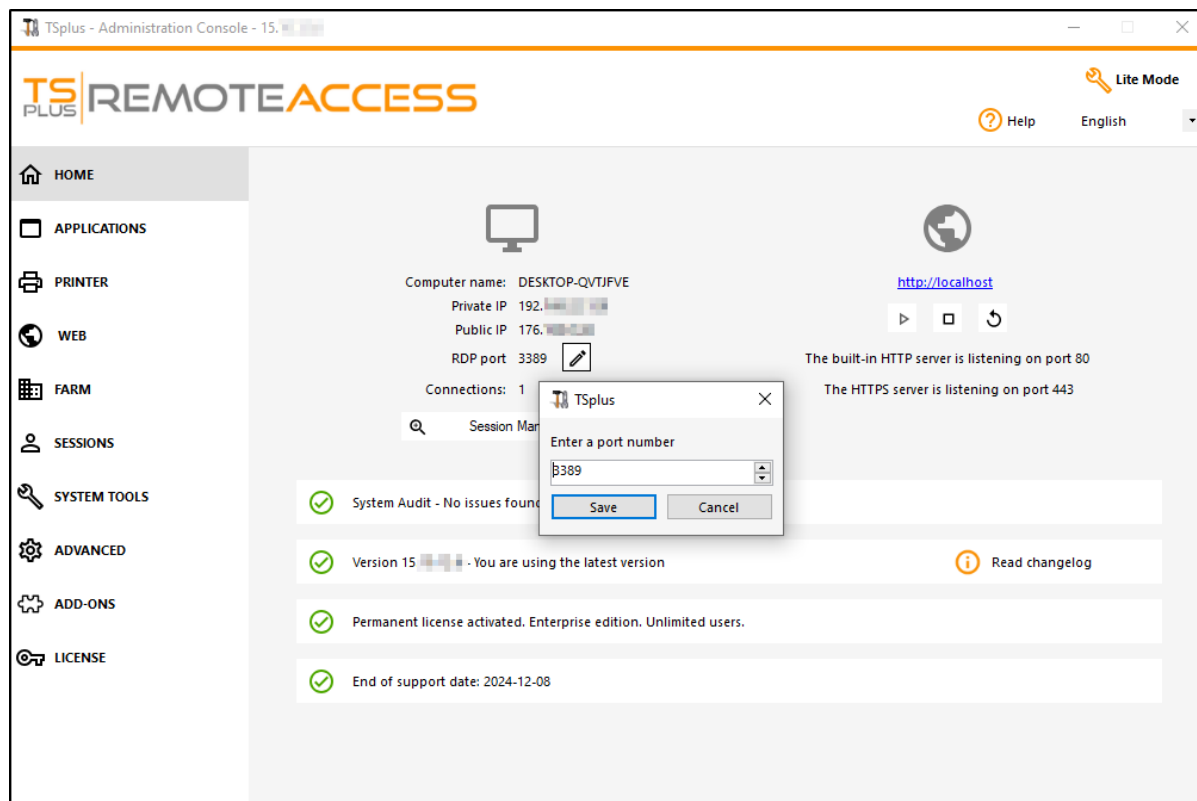 TSplus - Administration Console - 15.
TS PLUS REMOTEACCESS
Lite Mode
Help
English
HOME
APPLICATIONS
PRINTER
WEB
FARM
SESSIONS
SYSTEM TOOLS
ADVANCED
ADD-ONS
LICENSE
Computer name: DESKTOP-QVTJFVE
Private IP 192.
Public IP 176.
RDP port 3389
Connections: 1
Session Man
http://localhost
The built-in HTTP server is listening on port 80
The HTTPS server is listening on port 443
TSplus
Enter a port number
3389
Save
Cancel
System Audit - No issues found
Version 15 - You are using the latest version
Read changelog
Permanent license activated. Enterprise edition. Unlimited users.
End of support date: 2024-12-08